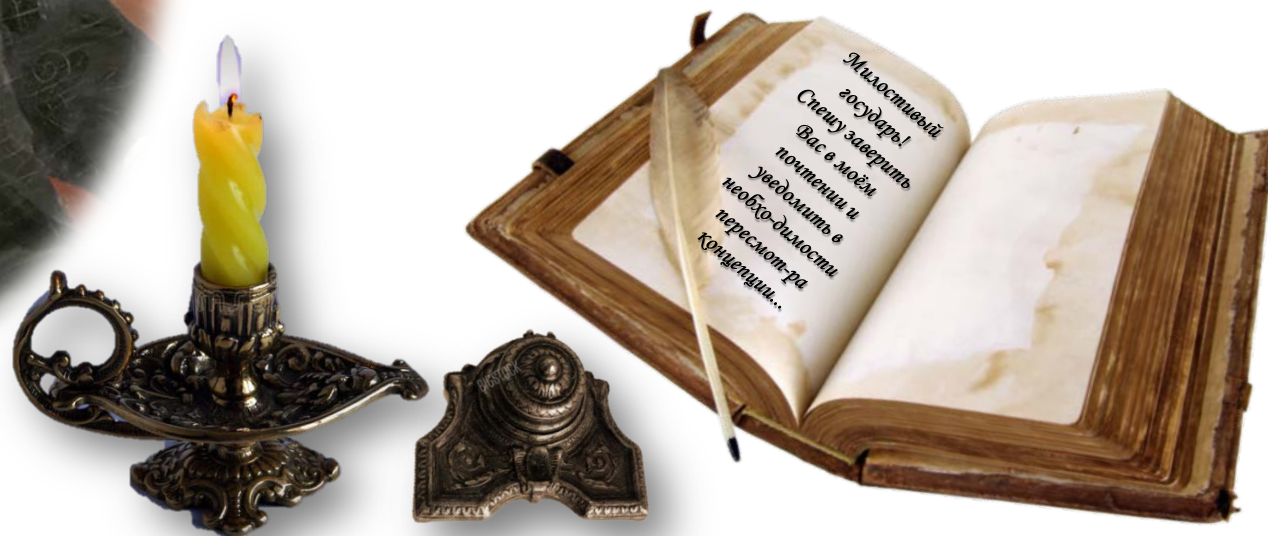 Милостивый
государь!
Спешу заверить
Вас в моём
почтении и
уведомить в
необхо-димости
пересмот-ра
концепции...